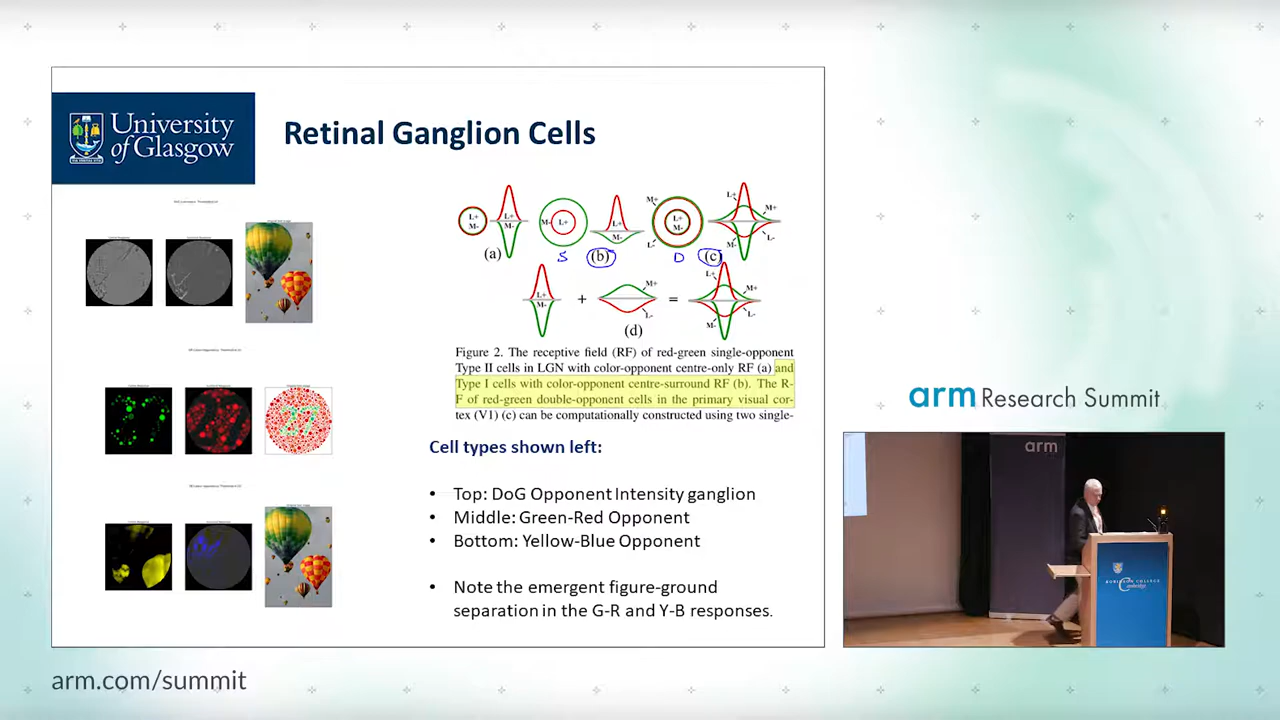 University
of Glasgow
Retinal Ganglion Cells
L+
M-
L+
M-
M-
L+
L+
M-
M+
L+
M-
L-
L+
M+
M-
L-
(a)
S
(b)
D
(c)
L+
M-
+
M+
L-
=
L+
M+
M-
L-
(d)
Figure 2. The receptive field (RF) of red-green single-opponent
Type II cells in LGN with color-opponent centre-only RF (a) and
Type I cells with color-opponent centre-surround RF (b). The R-
F of red-green double-opponent cells in the primary visual cor-
tex (V1) (c) can be computationally constructed using two single-
Cell types shown left:
• Top: DoG Opponent Intensity ganglion
• Middle: Green-Red Opponent
• Bottom: Yellow-Blue Opponent
• Note the emergent figure-ground
separation in the G-R and Y-B responses.
27
arm Research Summit
arm
arm.com/summit